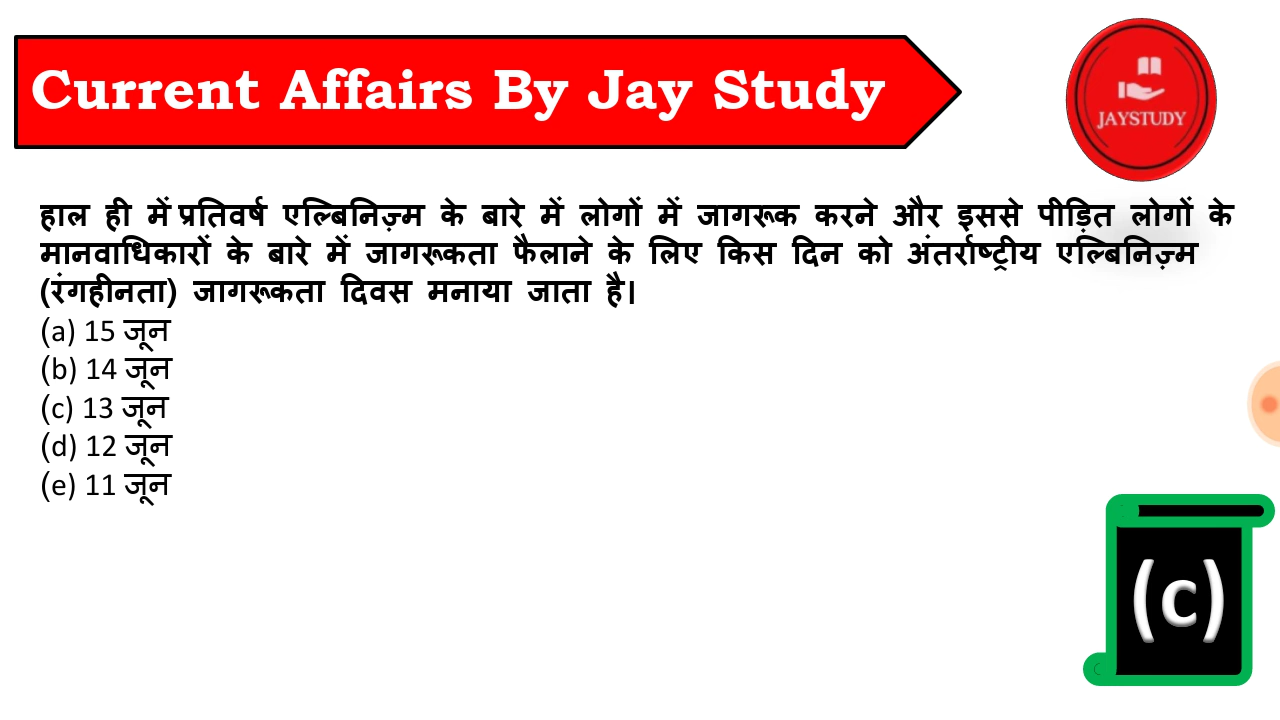 Current Affairs By Jay Study
JAYSTUDY
हाल ही में प्रतिवर्ष एल्बिनिज़्म के बारे में लोगों में जागरूक करने और इससे पीड़ित लोगों के
मानवाधिकारों के बारे में जागरूकता फैलाने के लिए किस दिन को अंतर्राष्ट्रीय एल्बिनिज़्म
(रंगहीनता) जागरूकता दिवस मनाया जाता है।
(a) 15 जून
(b) 14 जून
(c) 13 जून
(d) 12 जून
(e) 11 जून
(c)